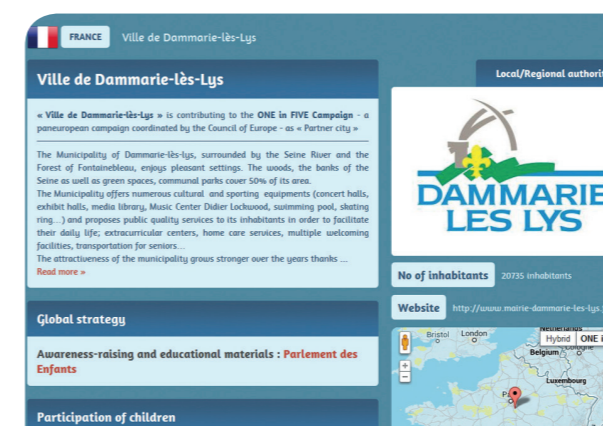 FRANCE
Ville de Dammarie-lès-Lys
Ville de Dammarie-lès-Lys
« Ville de Dammarie-lès-Lys » is contributing to the ONE in FIVE Campaign - a
paneuropean campaign coordinated by the Council of Europe - as « Partner city »
The Municipality of Dammarie-lès-lys, surrounded by the Seine River and the
Forest of Fontainebleau, enjoys pleasant settings. The woods, the banks of the
Seine as well as green spaces, communal parks cover 50% of its area.
The Municipality offers numerous cultural and sporting equipments (concert halls,
exhibit halls, media library, Music Center Didier Lockwood, swimming pool, skating
ring...) and proposes public quality services to its inhabitants in order to facilitate
their daily life; extracurricular centers, home care services, multiple welcoming
facilities, transportation for seniors...
The attractiveness of the municipality grows stronger over the years thanks ....
Read more »
Global strategy
Awareness-raising and educational materials : Parlement des
Enfants
Participation of children
Local/Regional authorit
DAMMARIE
LES LYS
No of inhabitants 20735 inhabitants
Website http://www.mairie-dammarie-les-lys.
Bristol London
Netherlands
Hybrid ONE i
Belgium Cologne
Luxembourg